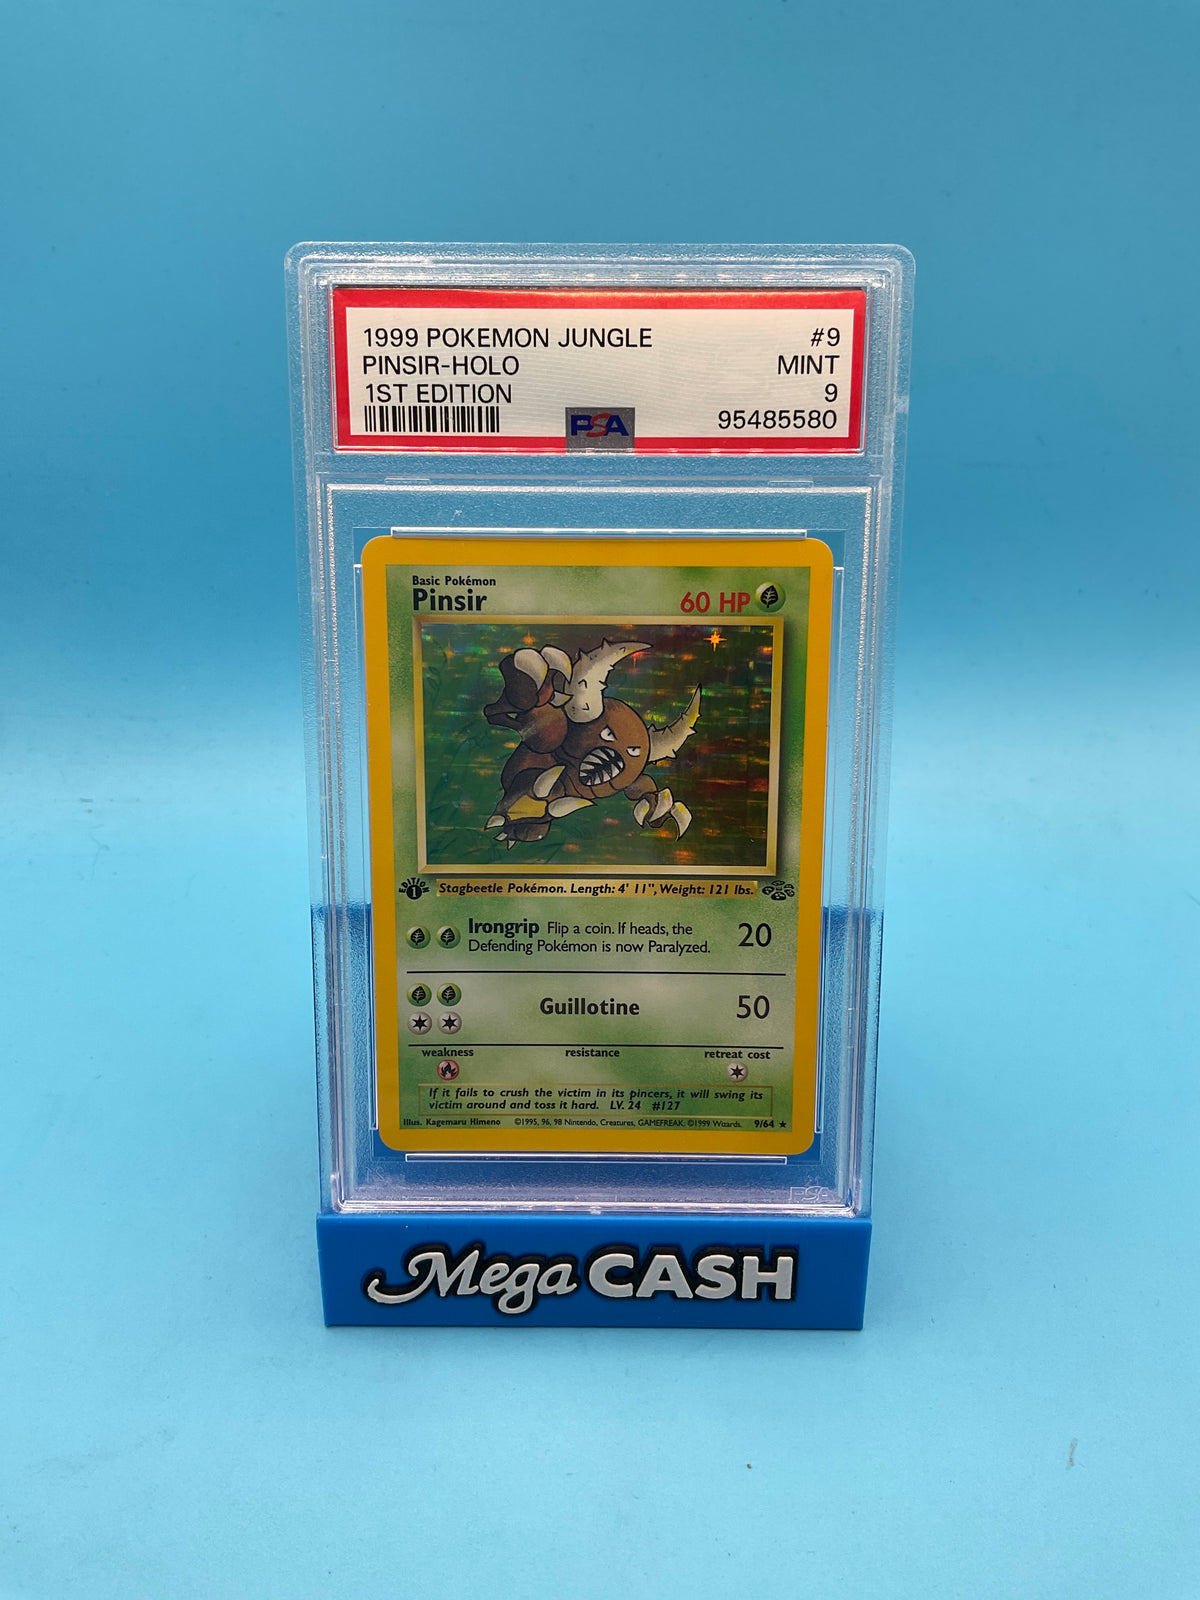 1999 POKEMON JUNGLE #9
PINSIR-HOLO MINT
1ST EDITION 9
95485580
PSA
Basic Pokémon
Pinsir 60 HP
EDITION
1
Stagbeetle Pokémon. Length: 4' 11", Weight: 121 lbs.
Irongrip Flip a coin. If heads, the
Defending Pokémon is now Paralyzed. 20
Guillotine 50
weakness resistance retreat cost
If it fails to crush the victim in its pincers, it will swing its
victim around and toss it hard. LV. 24 #127
Illus. Kagemaru Himeno ©1995, 96, 98 Nintendo, Creatures, GAMEFREAK. ©1999 Wizards. 9/64 ★
PSA
Mega CASH